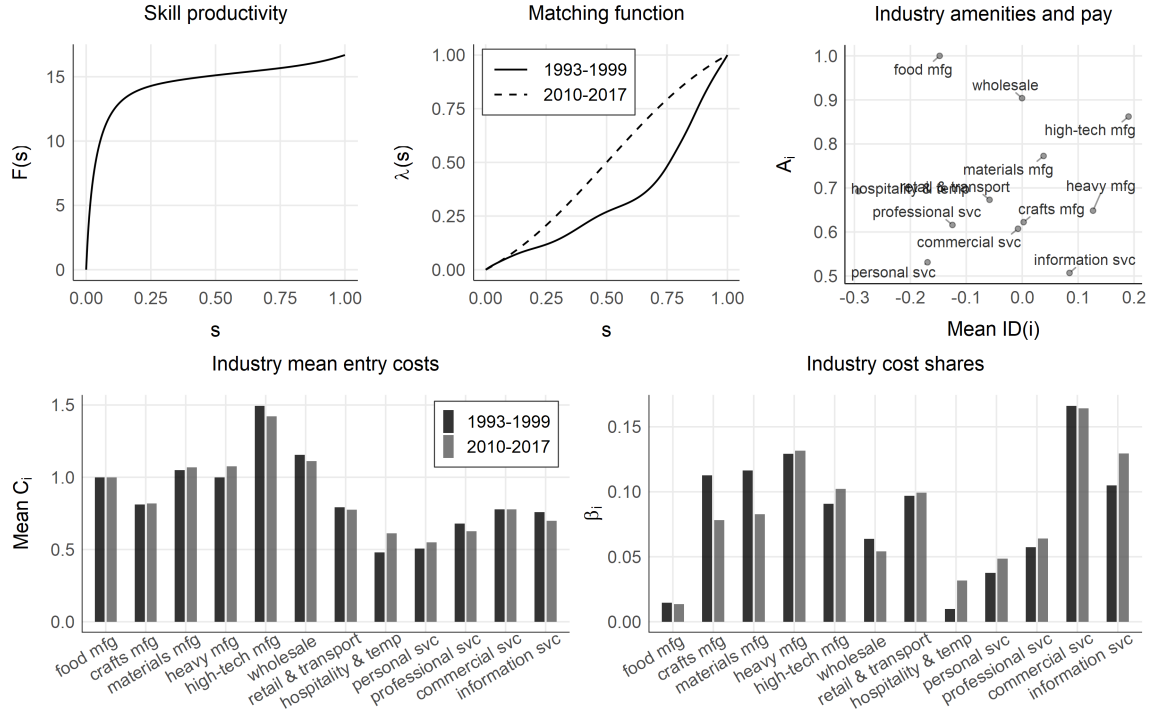 Skill productivity
F(s)
15
10
5
0
0.00 0.25 0.50 0.75 1.00
s
Matching function
λ(s)
1.00
0.75
0.50
0.25
0.00
1993-1999
2010-2017
0.00 0.25 0.50 0.75 1.00
s
Industry amenities and pay
Aᵢ
1.0
0.9
0.8
0.7
0.6
0.5
food mfg
wholesale
high-tech mfg
materials mfg
hospitality & temp
retail & transport
heavy mfg
professional svc
crafts mfg
commercial svc
personal svc
information svc
-0.3 -0.2 -0.1 0.0 0.1 0.2
Mean ID(i)
Industry mean entry costs
Mean Cᵢ
1.5
1.0
0.5
0.0
1993-1999
2010-2017
food mfg
crafts mfg
materials mfg
heavy mfg
high-tech mfg
wholesale
retail & transport
hospitality & temp
personal svc
professional svc
commercial svc
information svc
Industry cost shares
βᵢ
0.15
0.10
0.05
0.00
food mfg
crafts mfg
materials mfg
heavy mfg
high-tech mfg
wholesale
retail & transport
hospitality & temp
personal svc
professional svc
commercial svc
information svc